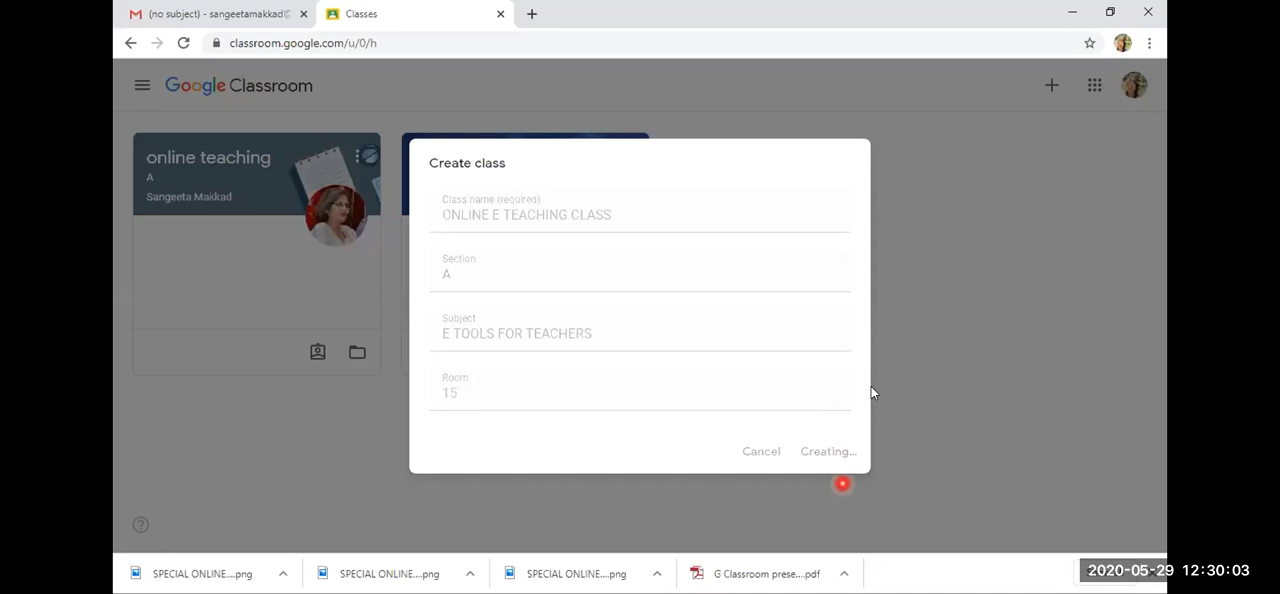 (no subject) - sangeetamakkad@
Classes
classroom.google.com/u/0/h
Google Classroom
online teaching
A
Sangeeta Makkad
Create class
Class name (required)
ONLINE E TEACHING CLASS
Section
A
Subject
E TOOLS FOR TEACHERS
Room
15
Cancel Creating...
SPECIAL ONLINE....png
SPECIAL ONLINE....png
SPECIAL ONLINE....png
G Classroom prese....pdf
2020-05-29 12:30:03